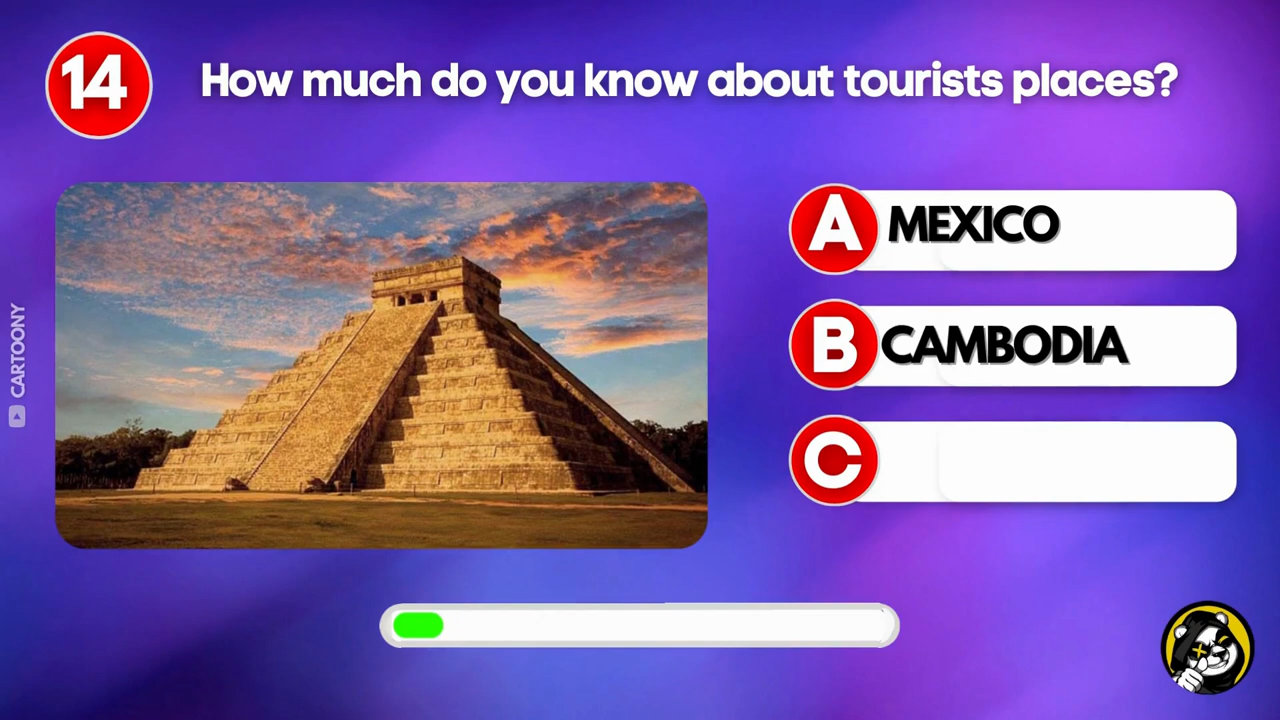 14
How much do you know about tourists places?
A MEXICO
B CAMBODIA
C
CARTOONY